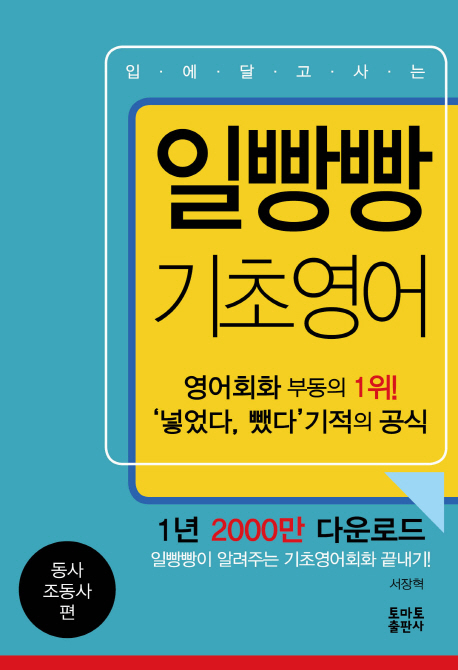 입 · 에 · 달 · 고 · 사 · 는
일빵빵
기초영어
영어회화 부동의 1위!
‘넣었다, 뺐다’ 기적의 공식
1년 2000만 다운로드
일빵빵이 알려주는 기초영어회화 끝내기!
서장혁
동사
조동사
편
토마토
출판사